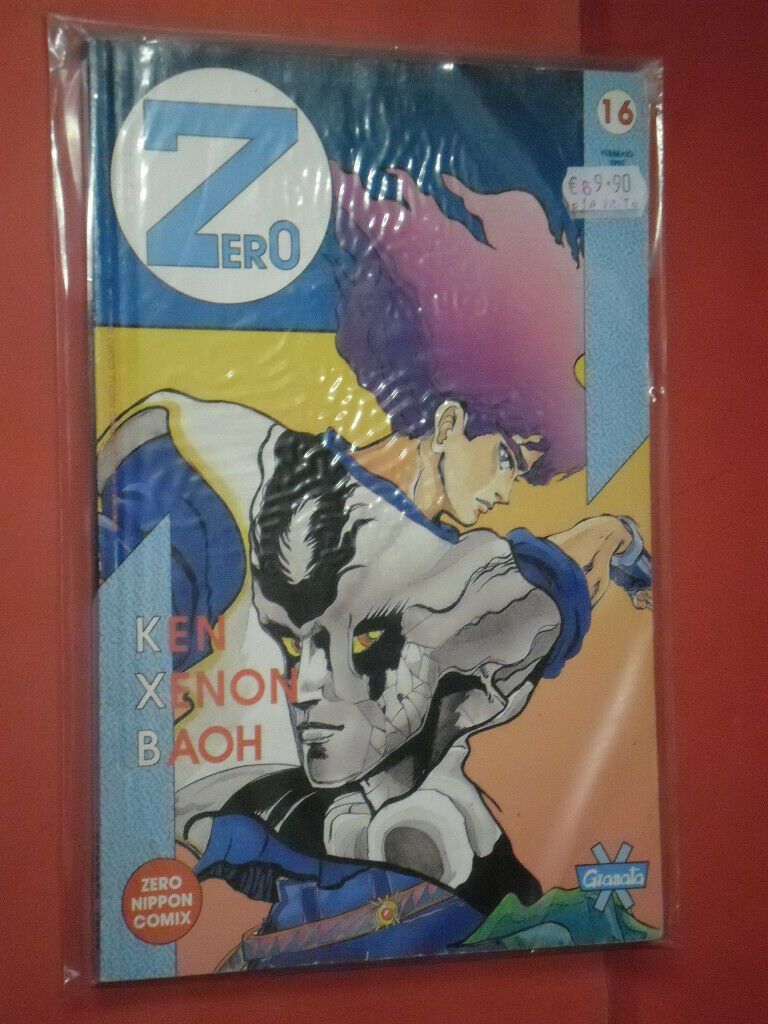 ZERO
16
€ 9.90
KEN
XENON
BAOH
ZERO
NIPPON
COMIX
Granata